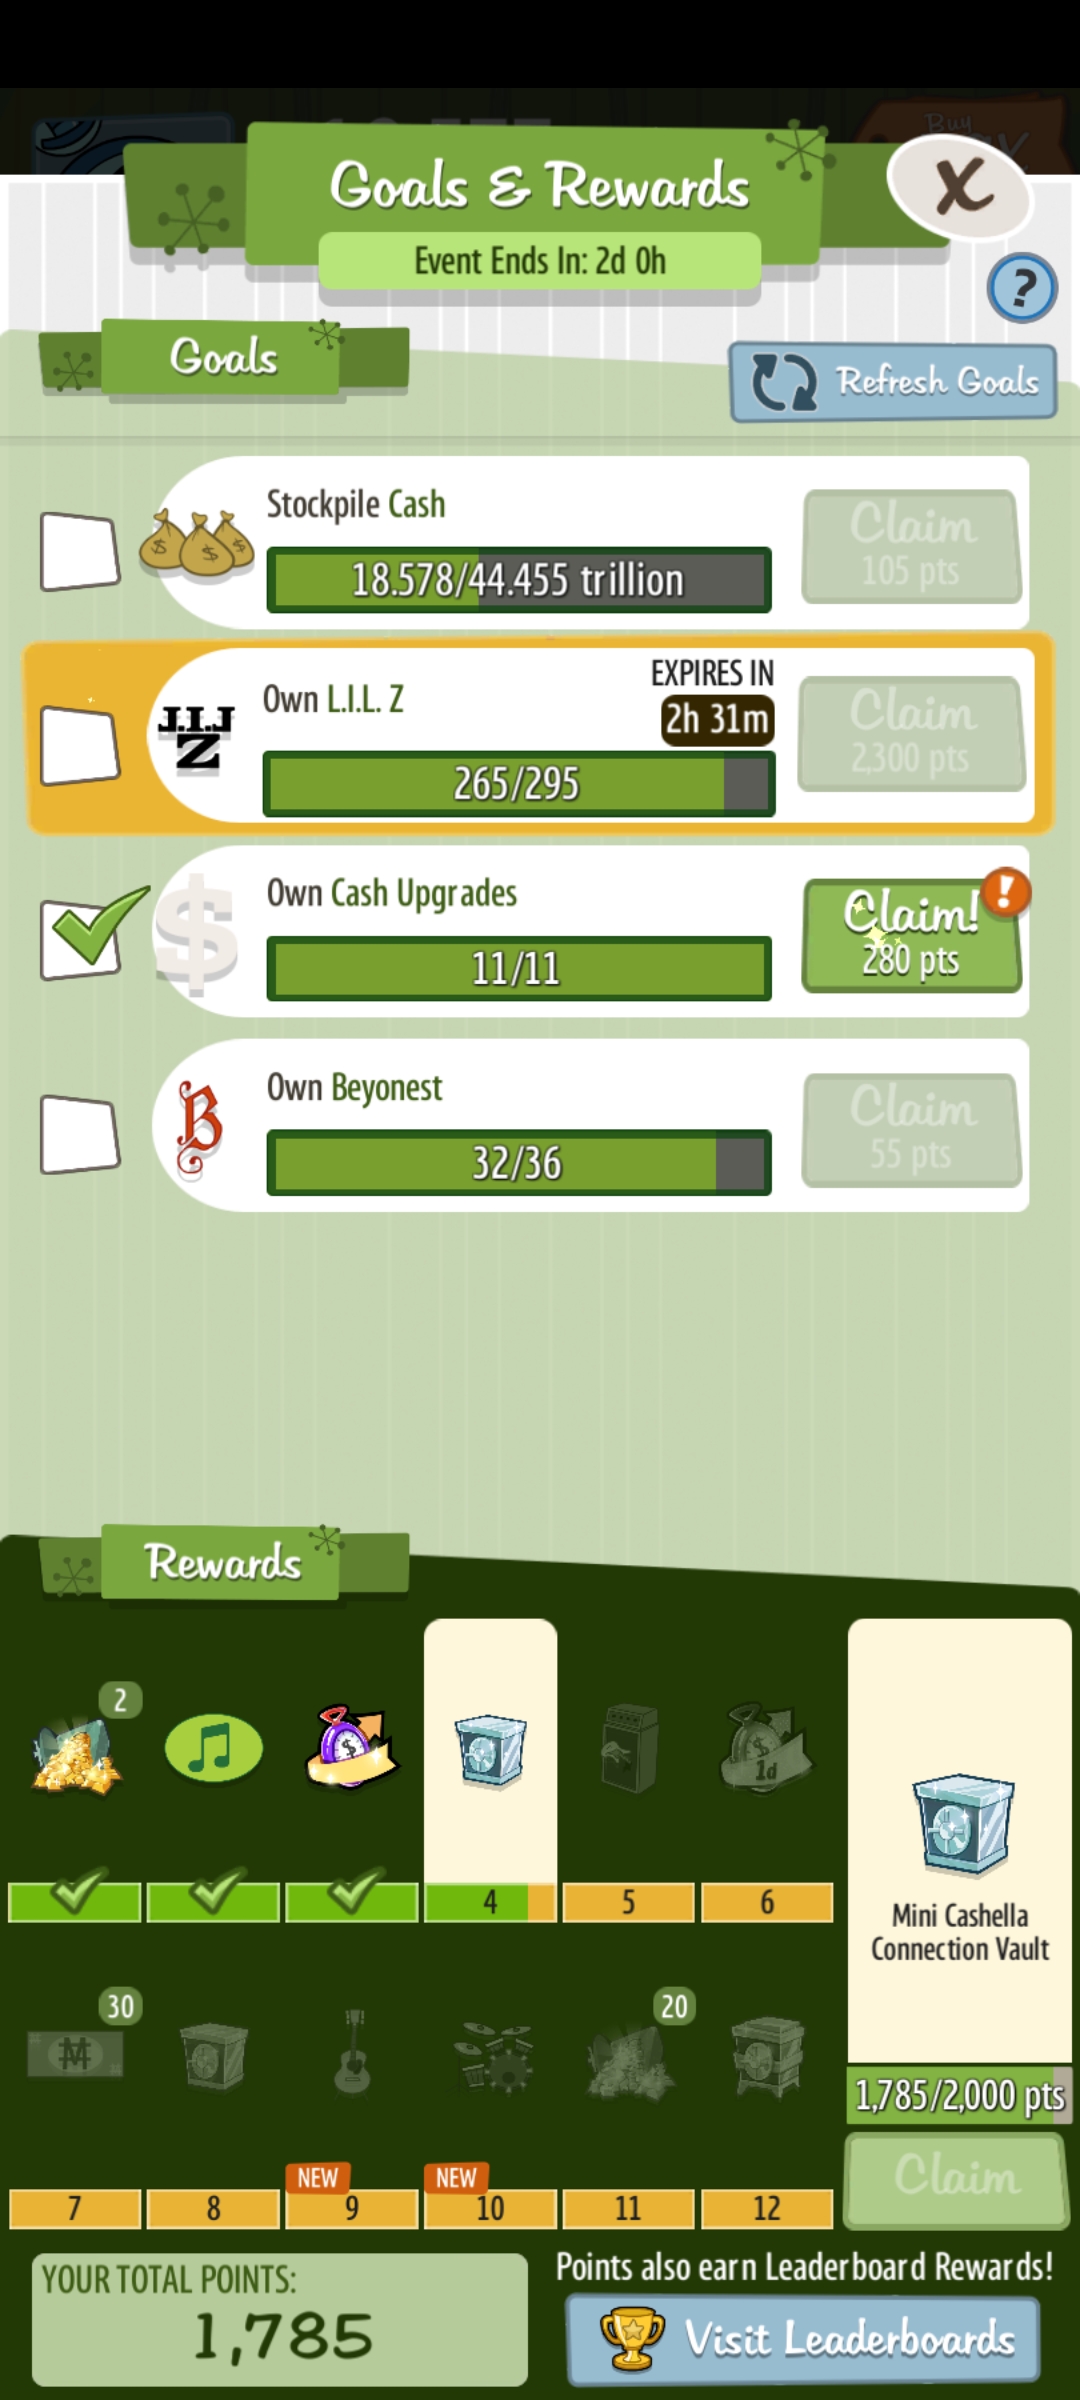 Buy
Goals & Rewards
X
Event Ends In: 2d 0h
?
Goals
Refresh Goals
Stockpile Cash
18.578/44.455 trillion
Claim
105 pts
L.I.L
Z
Own L.I.L. Z
EXPIRES IN
2h 31m
265/295
Claim
2,300 pts
$
Own Cash Upgrades
11/11
Claim!
280 pts
!
B
Own Beyonest
32/36
Claim
55 pts
Rewards
2
1d
4
5
6
Mini Cashella
Connection Vault
30
20
1,785/2,000 pts
NEW
NEW
7
8
9
10
11
12
Claim
YOUR TOTAL POINTS:
1,785
Points also earn Leaderboard Rewards!
Visit Leaderboards